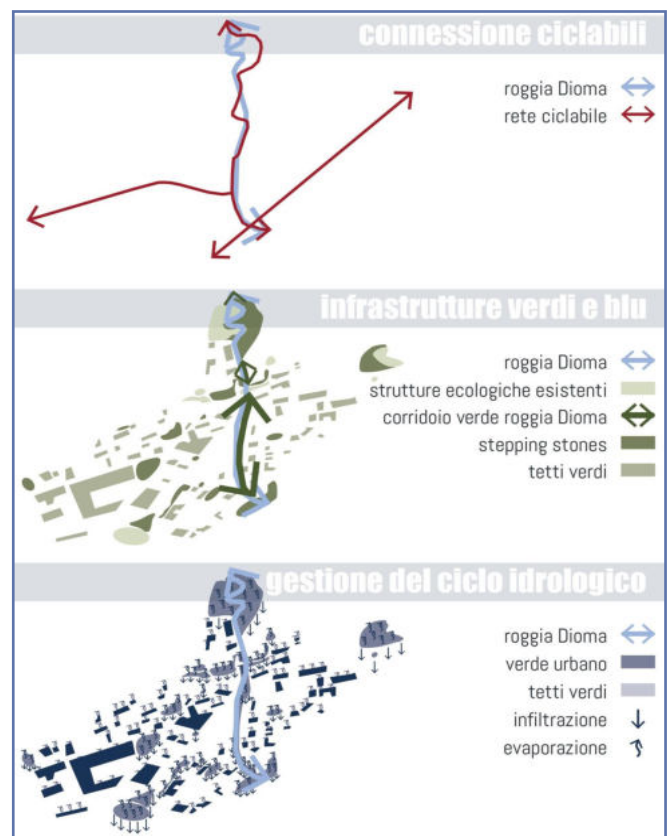 connessione ciclabili
roggia Dioma
rete ciclabile
infrastrutture verdi e blu
roggia Dioma
strutture ecologiche esistenti
corridoio verde roggia Dioma
stepping stones
tetti verdi
gestione del ciclo idrologico
roggia Dioma
verde urbano
tetti verdi
infiltrazione
evaporazione